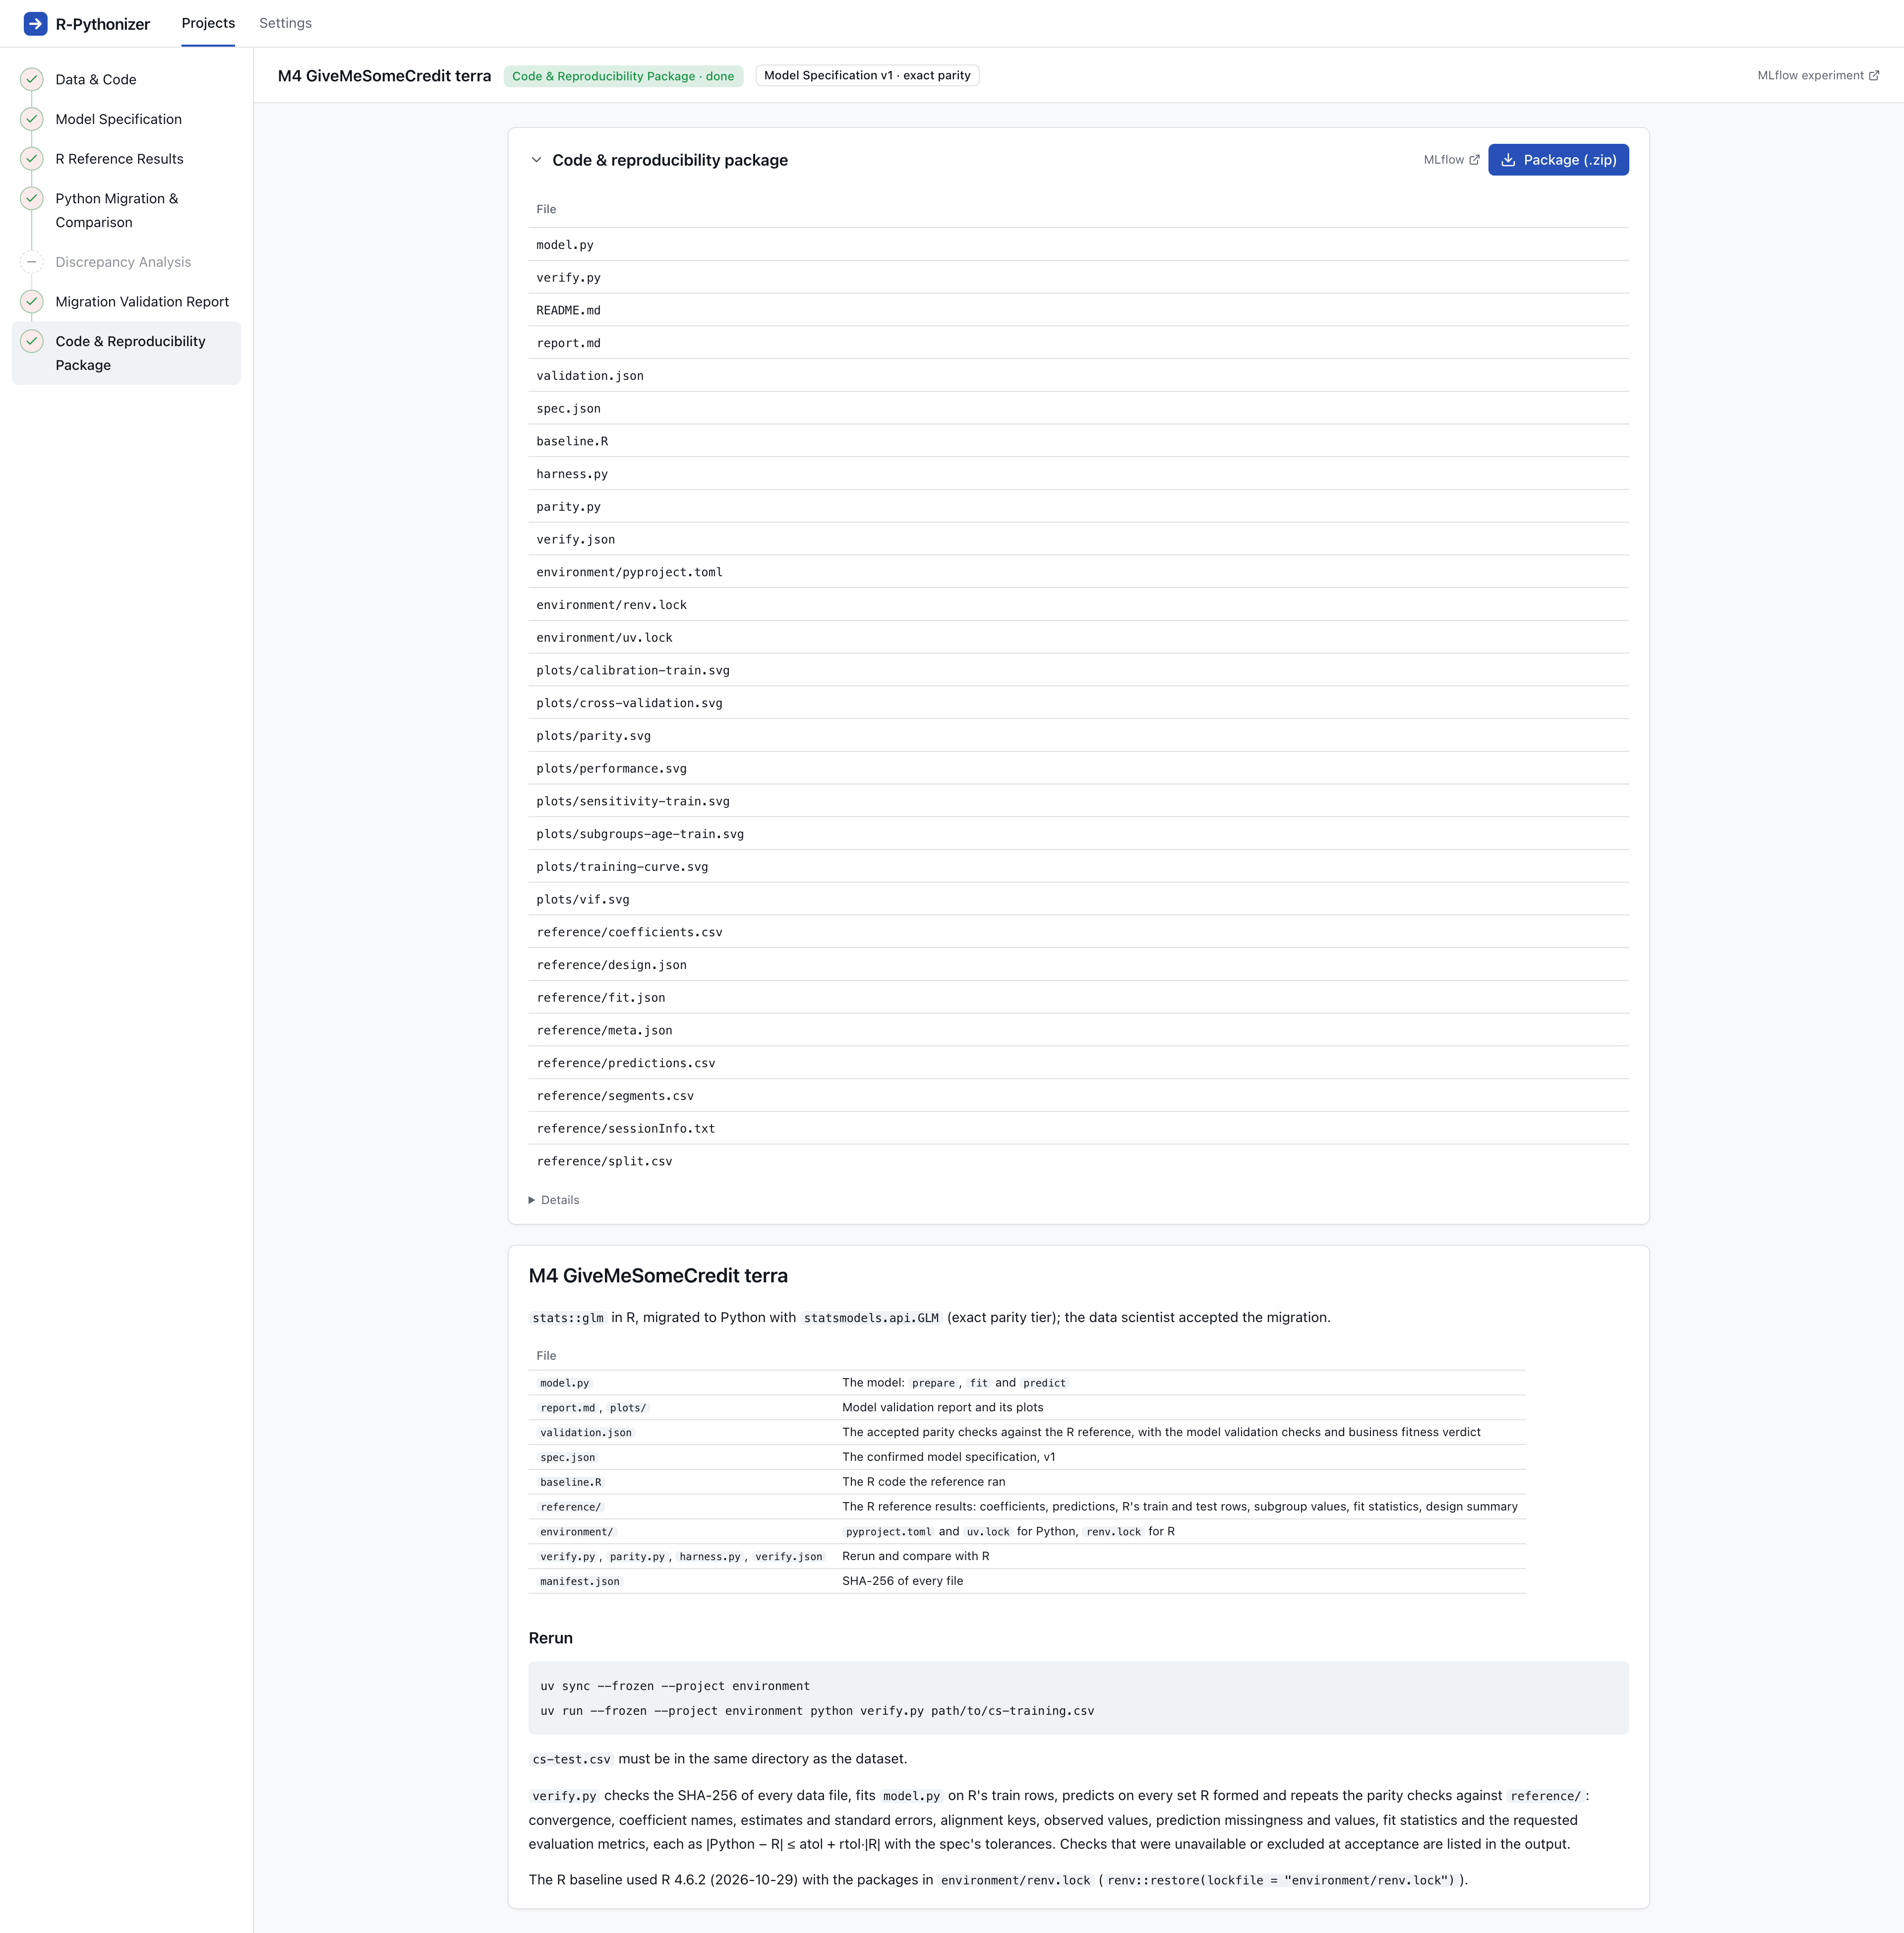 R-Pythonizer
Projects
Settings
Data & Code
Model Specification
R Reference Results
Python Migration &
Comparison
Discrepancy Analysis
Migration Validation Report
Code & Reproducibility
Package
M4 GiveMeSomeCredit terra
Code & Reproducibility Package · done
Model Specification v1 · exact parity
MLflow experiment
Code & reproducibility package
MLflow
Package (.zip)
File
model.py
verify.py
README.md
report.md
validation.json
spec.json
baseline.R
harness.py
parity.py
verify.json
environment/pyproject.toml
environment/renv.lock
environment/uv.lock
plots/calibration-train.svg
plots/cross-validation.svg
plots/parity.svg
plots/performance.svg
plots/sensitivity-train.svg
plots/subgroups-age-train.svg
plots/training-curve.svg
plots/vif.svg
reference/coefficients.csv
reference/design.json
reference/fit.json
reference/meta.json
reference/predictions.csv
reference/segments.csv
reference/sessionInfo.txt
reference/split.csv
Details
M4 GiveMeSomeCredit terra
stats::glm in R, migrated to Python with statsmodels.api.GLM (exact parity tier); the data scientist accepted the migration.
File
model.py The model: prepare, fit and predict
report.md, plots/ Model validation report and its plots
validation.json The accepted parity checks against the R reference, with the model validation checks and business fitness verdict
spec.json The confirmed model specification, v1
baseline.R The R code the reference ran
reference/ The R reference results: coefficients, predictions, R's train and test rows, subgroup values, fit statistics, design summary
environment/ pyproject.toml and uv.lock for Python, renv.lock for R
verify.py, parity.py, harness.py, verify.json Rerun and compare with R
manifest.json SHA-256 of every file
Rerun
uv sync --frozen --project environment
uv run --frozen --project environment python verify.py path/to/cs-training.csv
cs-test.csv must be in the same directory as the dataset.
verify.py checks the SHA-256 of every data file, fits model.py on R's train rows, predicts on every set R formed and repeats the parity checks against reference/:
convergence, coefficient names, estimates and standard errors, alignment keys, observed values, prediction missingness and values, fit statistics and the requested
evaluation metrics, each as |Python − R| ≤ atol + rtol·|R| with the spec's tolerances. Checks that were unavailable or excluded at acceptance are listed in the output.
The R baseline used R 4.6.2 (2026-10-29) with the packages in environment/renv.lock (renv::restore(lockfile = "environment/renv.lock")).